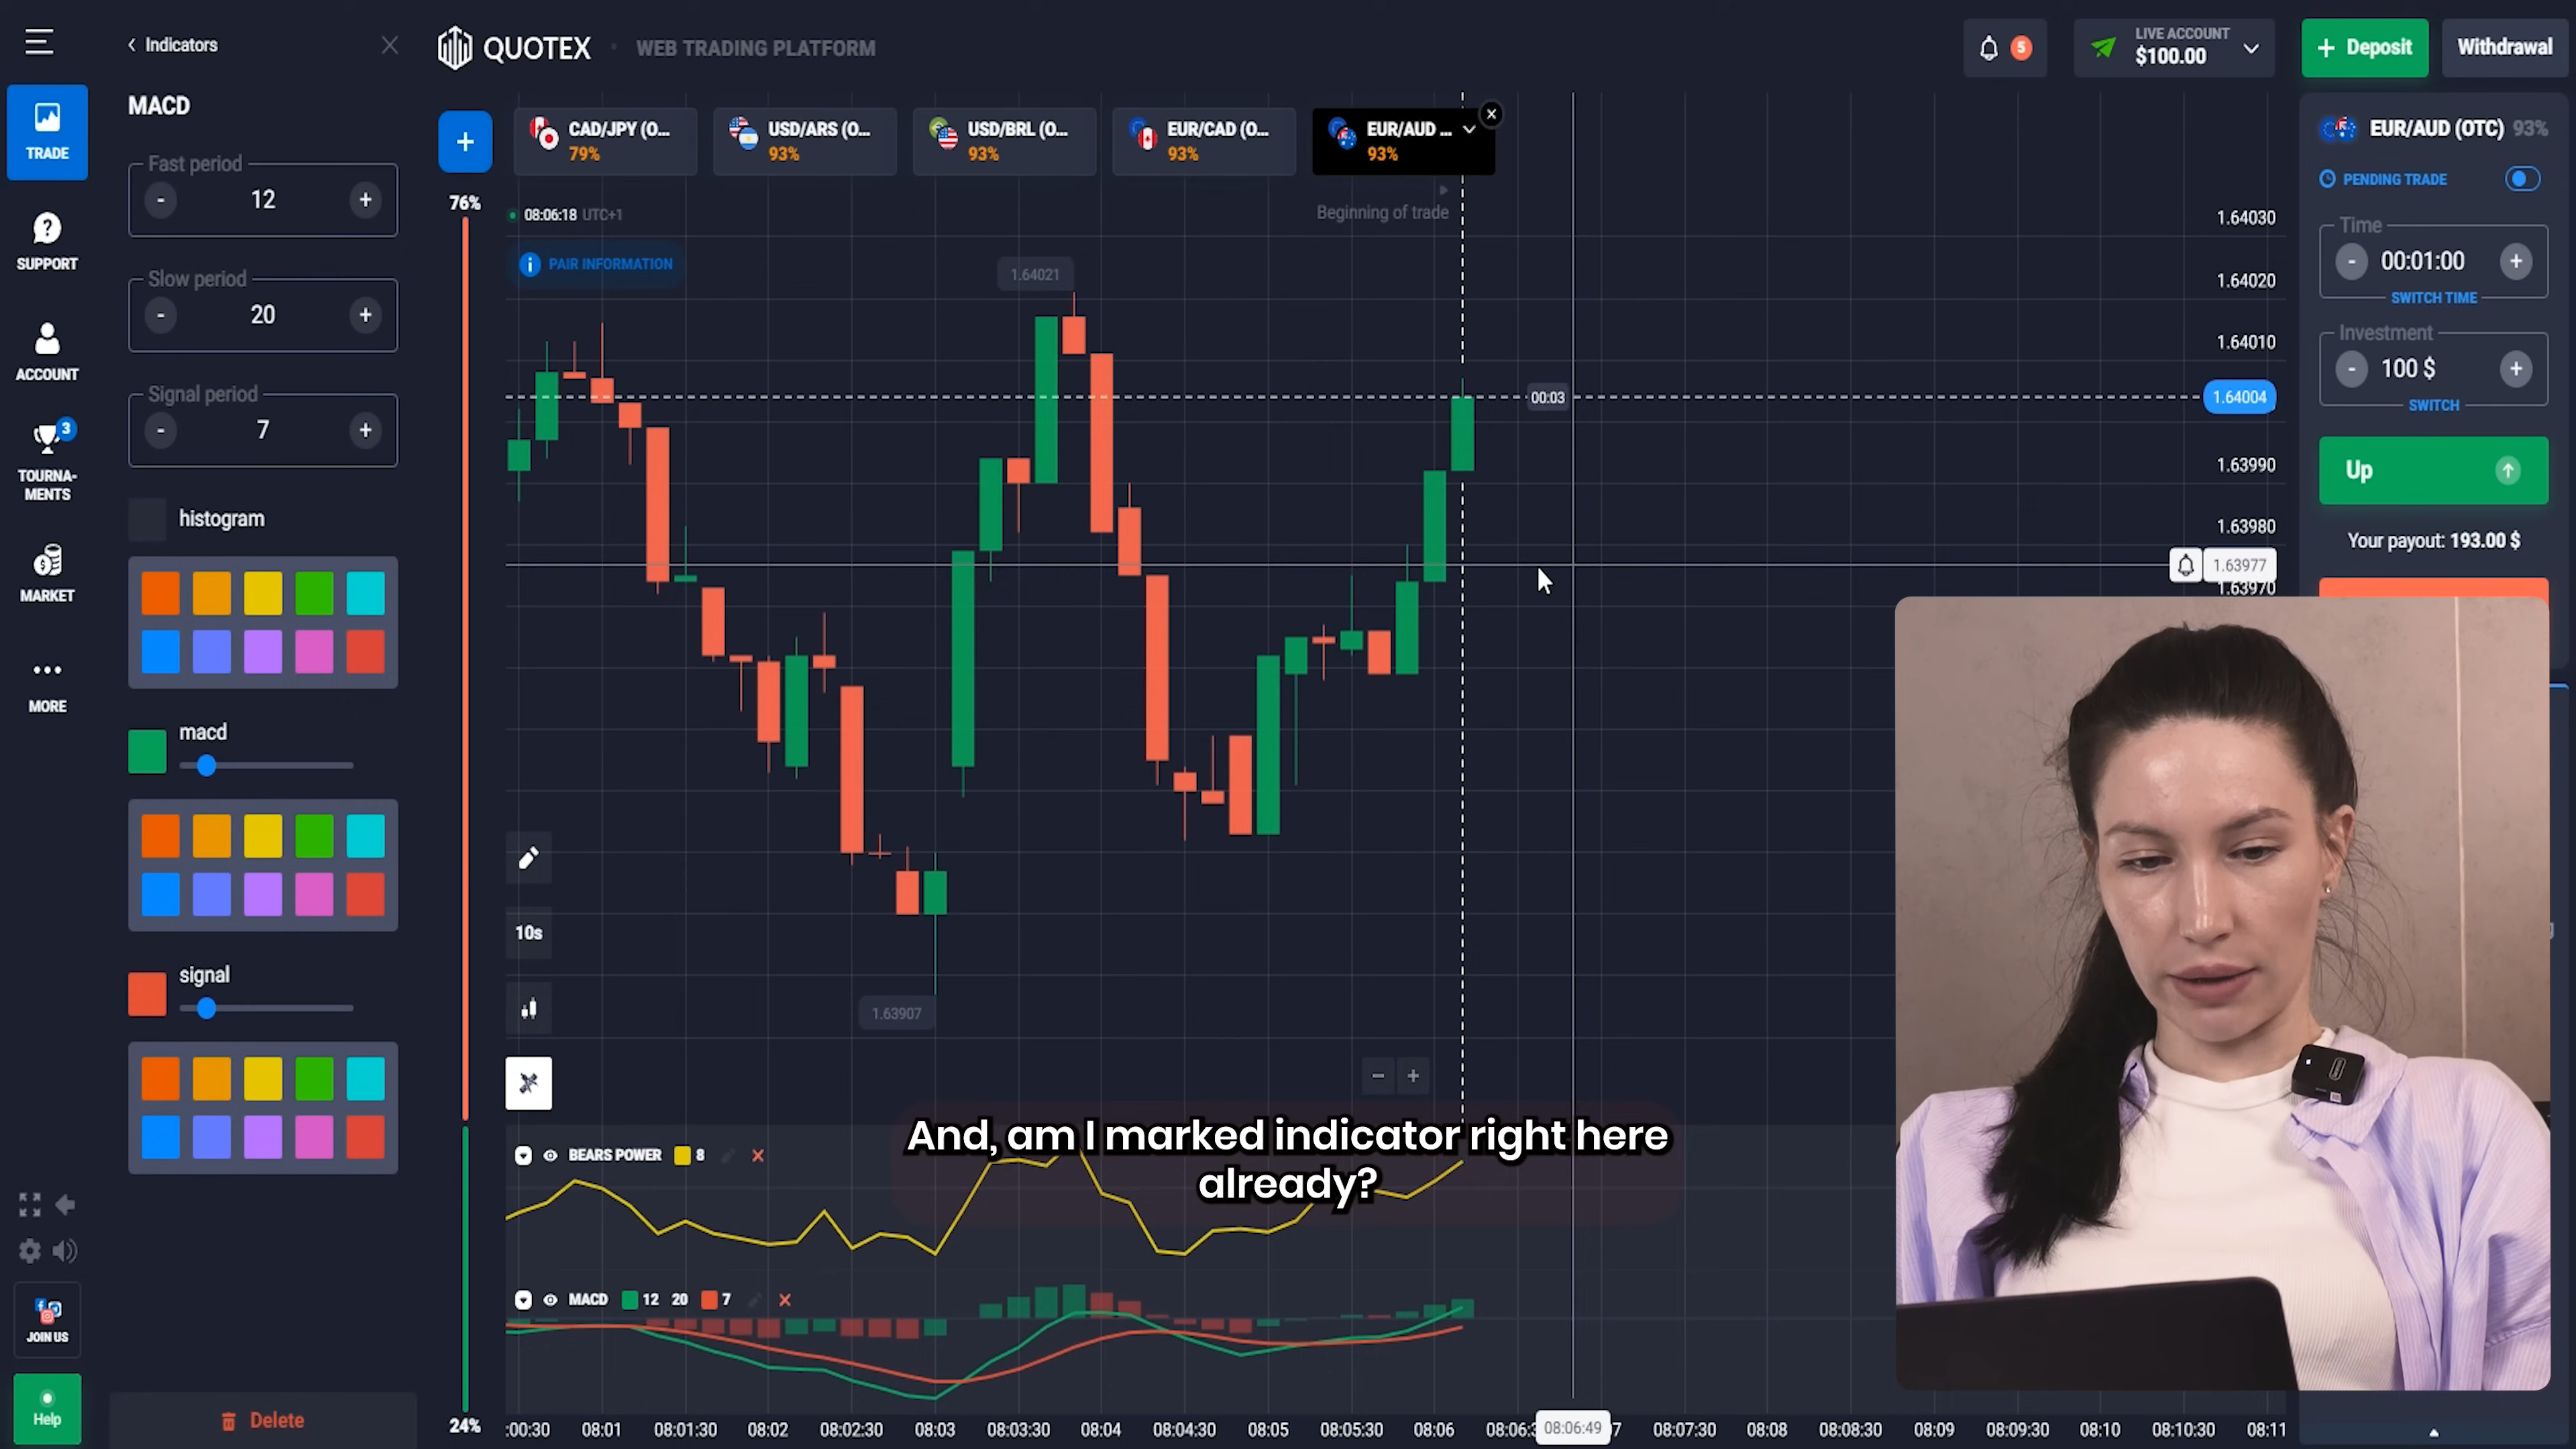 Indicators
QUOTEX
WEB TRADING PLATFORM
5
LIVE ACCOUNT
$100.00
+ Deposit
Withdrawal
TRADE
SUPPORT
ACCOUNT
3
TOURNA-
MENTS
MARKET
MORE
JOIN US
Help
MACD
Fast period
- 12 +
Slow period
- 20 +
Signal period
- 7 +
histogram
macd
signal
Delete
+
CAD/JPY (O...
79%
USD/ARS (O...
93%
USD/BRL (O...
93%
EUR/CAD (O...
93%
EUR/AUD ...
93%
76%
24%
08:06:18 UTC+1
Beginning of trade
PAIR INFORMATION
1.64021
00:03
1.63907
10s
1.64030
1.64020
1.64010
1.64004
1.63990
1.63980
1.63977
1.63970
EUR/AUD (OTC) 93%
PENDING TRADE
Time
- 00:01:00 +
SWITCH TIME
Investment
- 100 $ +
SWITCH
Up
Your payout: 193.00 $
And, am I marked indicator right here
already?
BEARS POWER 8
MACD 12 20 7
:00:30 08:01 08:01:30 08:02 08:02:30 08:03 08:03:30 08:04 08:04:30 08:05 08:05:30 08:06 08:06:3 08:06:49 7 08:07:30 08:08 08:08:30 08:09 08:09:30 08:10 08:10:30 08:11